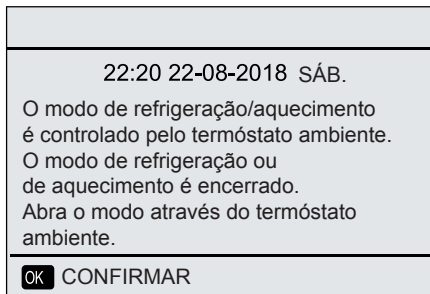 22:20 22-08-2018 SÁB.
O modo de refrigeração/aquecimento
é controlado pelo termóstato ambiente.
O modo de refrigeração ou
de aquecimento é encerrado.
Abra o modo através do termóstato
ambiente.
OK CONFIRMAR